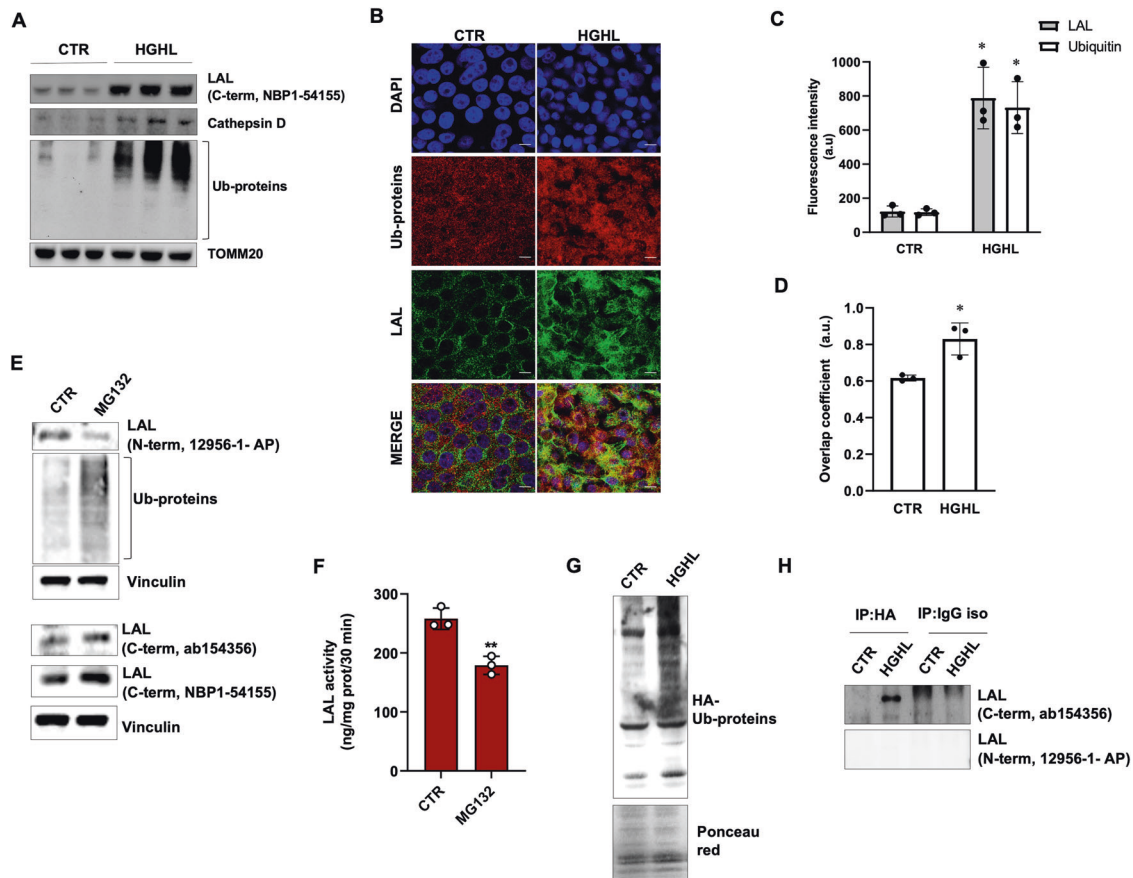 A
CTR
HGHL
LAL
(C-term, NBP1-54155)
Cathepsin D
Ub-proteins
TOMM20
B
CTR
HGHL
DAPI
Ub-proteins
LAL
MERGE
C
LAL
Ubiquitin
Fluorescence intensity
(a.u)
1000
800
600
400
200
0
*
*
CTR
HGHL
D
Overlap coefficient (a.u.)
1.0
0.8
0.6
0.4
0.2
0.0
*
CTR
HGHL
E
CTR
MG132
LAL
(N-term, 12956-1- AP)
Ub-proteins
Vinculin
LAL
(C-term, ab154356)
LAL
(C-term, NBP1-54155)
Vinculin
F
LAL activity
(ng/mg prot/30 min)
300
200
100
0
**
CTR
MG132
G
CTR
HGHL
HA-
Ub-proteins
Ponceau
red
H
IP:HA
IP:IgG iso
CTR
HGHL
CTR
HGHL
LAL
(C-term, ab154356)
LAL
(N-term, 12956-1- AP)